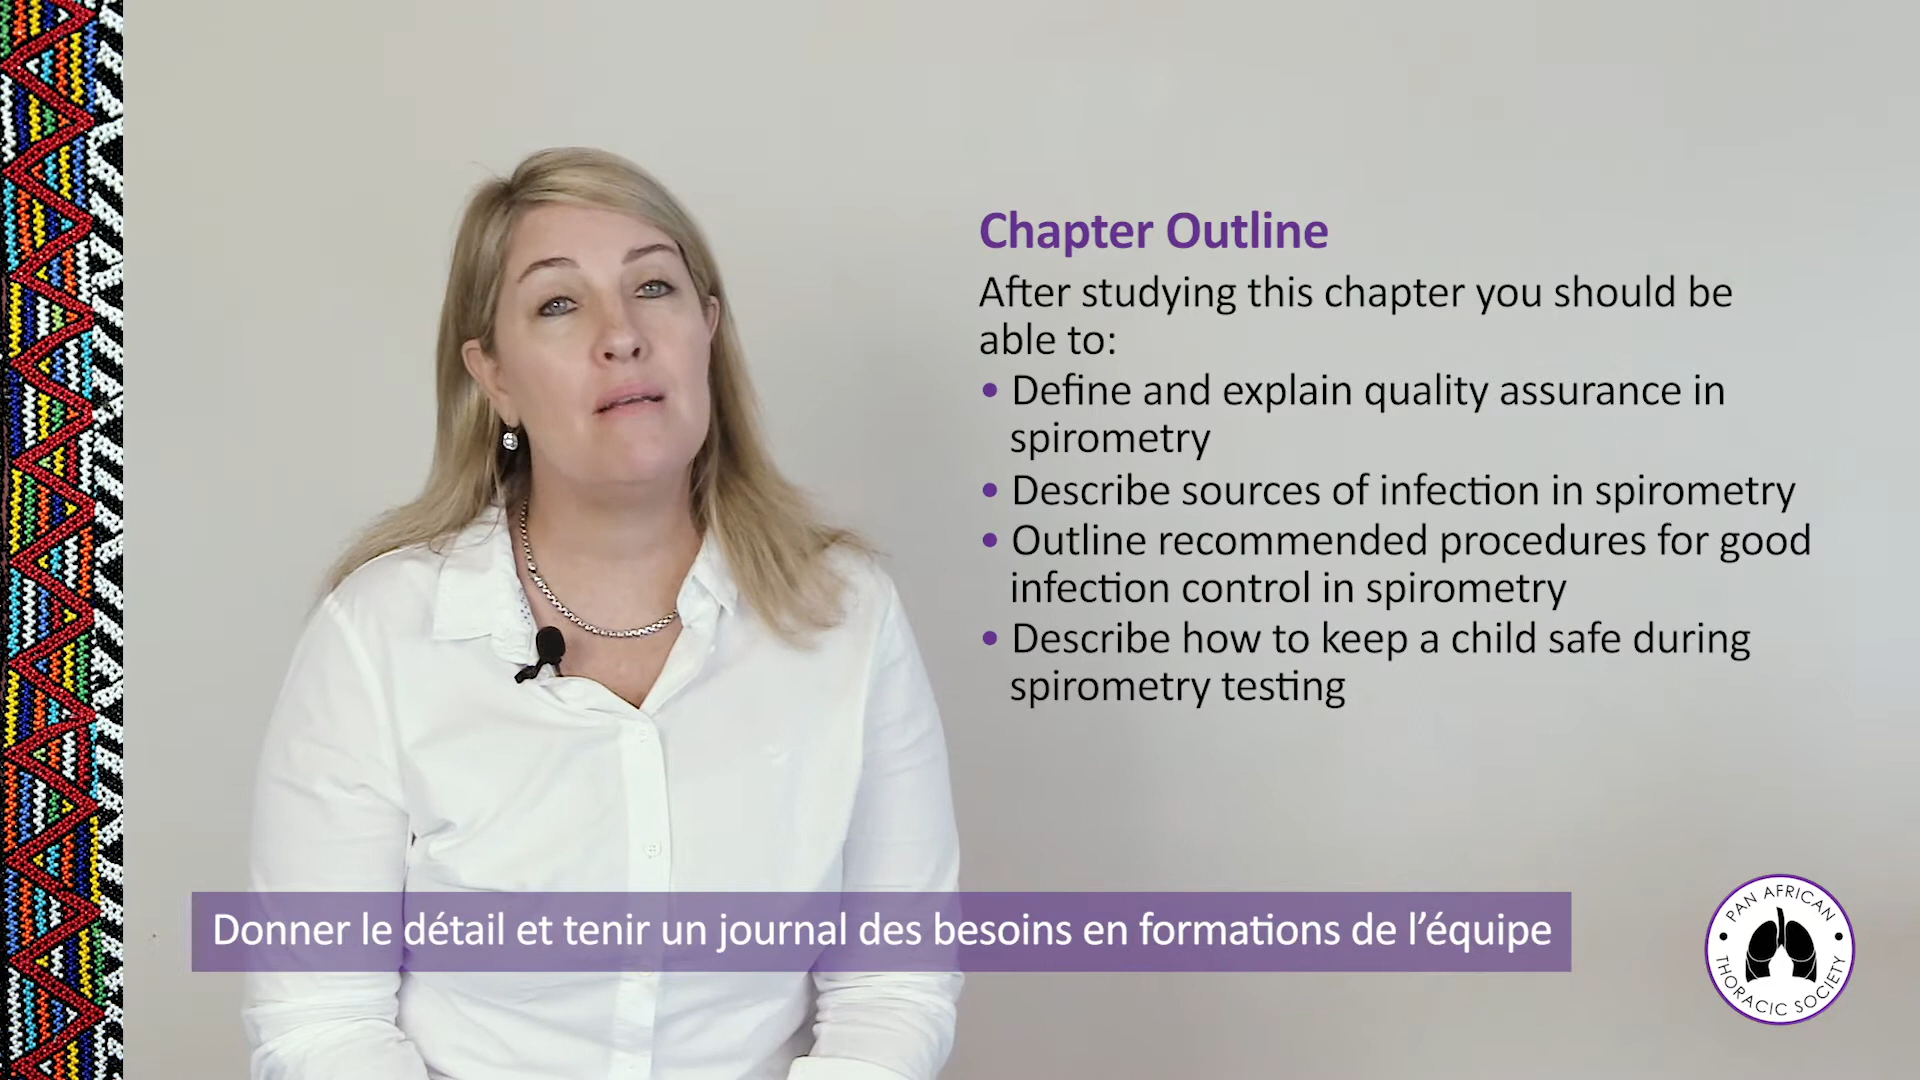 Chapter Outline
After studying this chapter you should be
able to:
• Define and explain quality assurance in
spirometry
• Describe sources of infection in spirometry
• Outline recommended procedures for good
infection control in spirometry
• Describe how to keep a child safe during
spirometry testing
Donner le détail et tenir un journal des besoins en formations de l’équipe
PAN AFRICAN
THORACIC SOCIETY